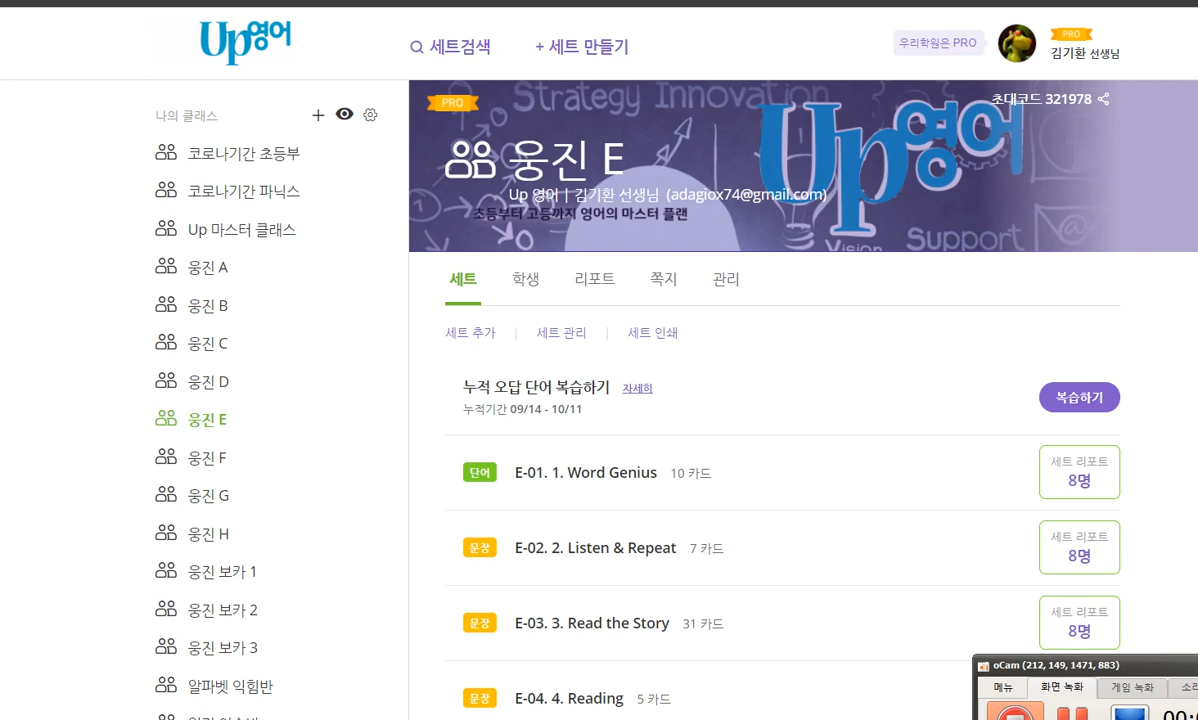 Up영어
세트검색
+ 세트 만들기
우리학원은 PRO
PRO
김기환 선생님
나의 클래스
코로나기간 초등부
코로나기간 파닉스
Up 마스터 클래스
웅진 A
웅진 B
웅진 C
웅진 D
웅진 E
웅진 F
웅진 G
웅진 H
웅진 보카 1
웅진 보카 2
웅진 보카 3
알파벳 익힘반
PRO
Strategy Innovation
초대코드 321978
웅진 E
Up영어
Up 영어 | 김기환 선생님 (adagiox74@gmail.com)
초등부터 고등까지 영어의 마스터 플랜
Vision
Support
세트
학생
리포트
쪽지
관리
세트 추가
세트 관리
세트 인쇄
누적 오답 단어 복습하기 자세히
누적기간 09/14 - 10/11
복습하기
단어 E-01. 1. Word Genius 10 카드
세트 리포트
8명
문장 E-02. 2. Listen & Repeat 7 카드
세트 리포트
8명
문장 E-03. 3. Read the Story 31 카드
세트 리포트
8명
문장 E-04. 4. Reading 5 카드
oCam (212, 149, 1471, 883)
메뉴
화면 녹화
게임 녹화